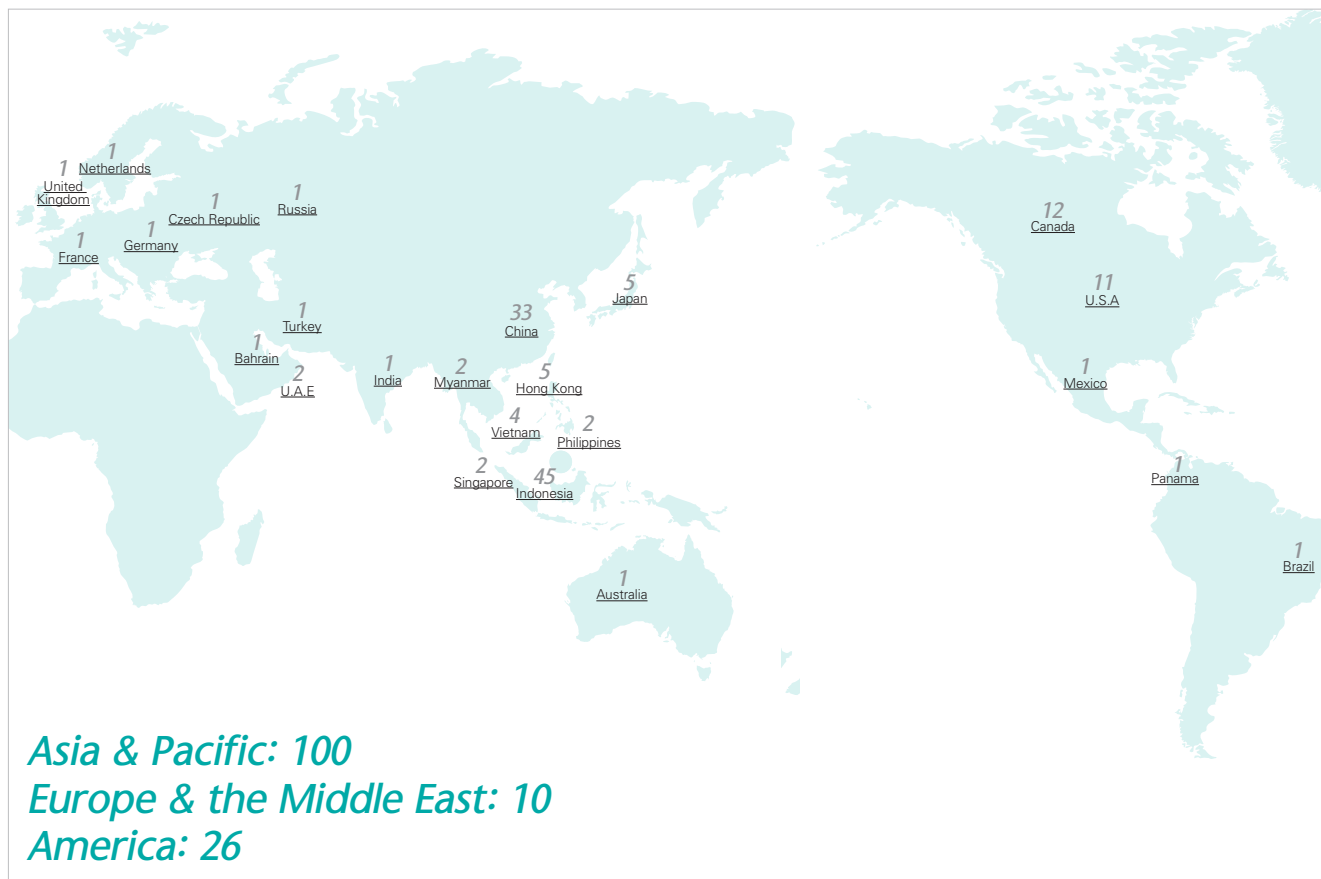 1
Netherlands
1
United
Kingdom
1
Czech Republic
1
Russia
1
France
1
Germany
12
Canada
11
U.S.A
5
Japan
33
China
1
Turkey
1
Bahrain
2
U.A.E
1
India
2
Myanmar
5
Hong Kong
1
Mexico
4
Vietnam
2
Philippines
2
Singapore
45
Indonesia
1
Panama
1
Brazil
1
Australia
Asia & Pacific: 100
Europe & the Middle East: 10
America: 26